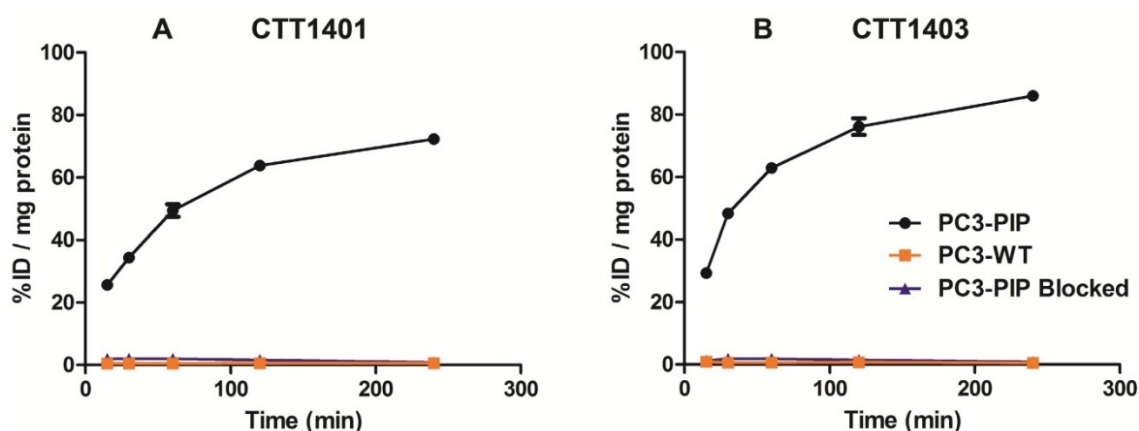 A CTT1401
%ID / mg protein
100
80
60
40
20
0
0 100 200 300
Time (min)
B CTT1403
%ID / mg protein
100
80
60
40
20
0
0 100 200 300
Time (min)
PC3-PIP
PC3-WT
PC3-PIP Blocked